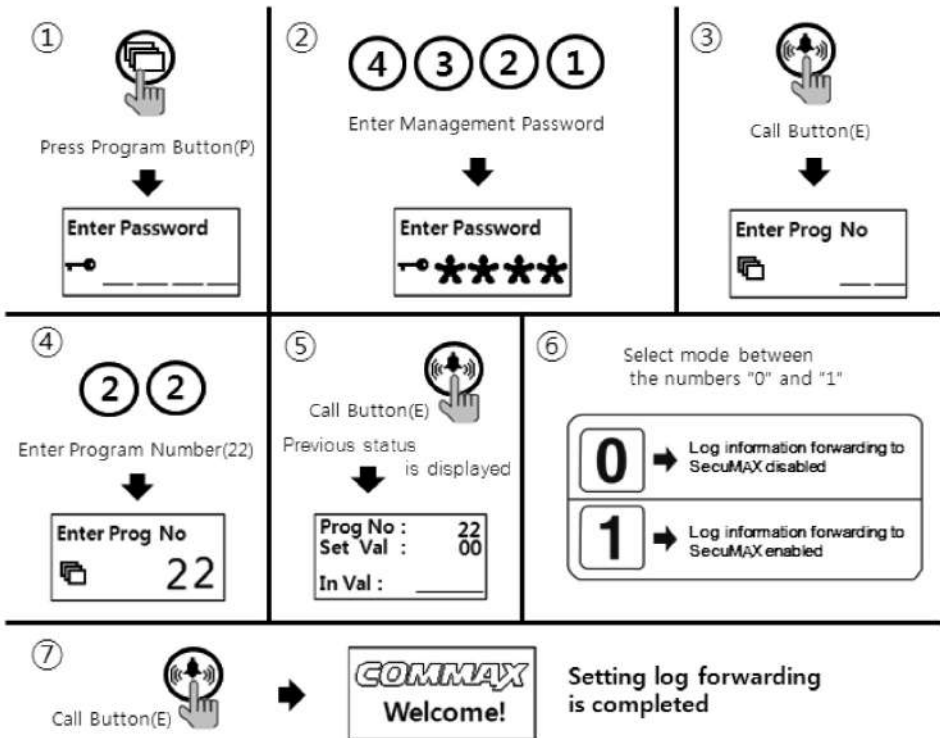 ①
Press Program Button(P)
Enter Password
②
4 3 2 1
Enter Management Password
Enter Password
****
③
Call Button(E)
Enter Prog No
④
2 2
Enter Program Number(22)
Enter Prog No
22
⑤
Call Button(E)
Previous status
is displayed
Prog No : 22
Set Val : 00
In Val :
⑥
Select mode between
the numbers "0" and "1"
0 Log information forwarding to
SecuMAX disabled
1 Log information forwarding to
SecuMAX enabled
⑦
Call Button(E)
COMMAX
Welcome!
Setting log forwarding
is completed